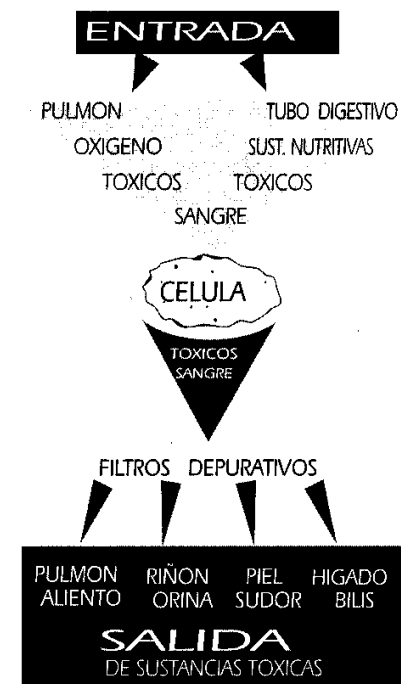 ENTRADA
PULMON TUBO DIGESTIVO
OXIGENO SUST. NUTRITIVAS
TOXICOS TOXICOS
SANGRE
CELULA
TOXICOS
SANGRE
FILTROS DEPURATIVOS
PULMON RIÑON PIEL HIGADO
ALIENTO ORINA SUDOR BILIS
SALIDA
DE SUSTANCIAS TOXICAS